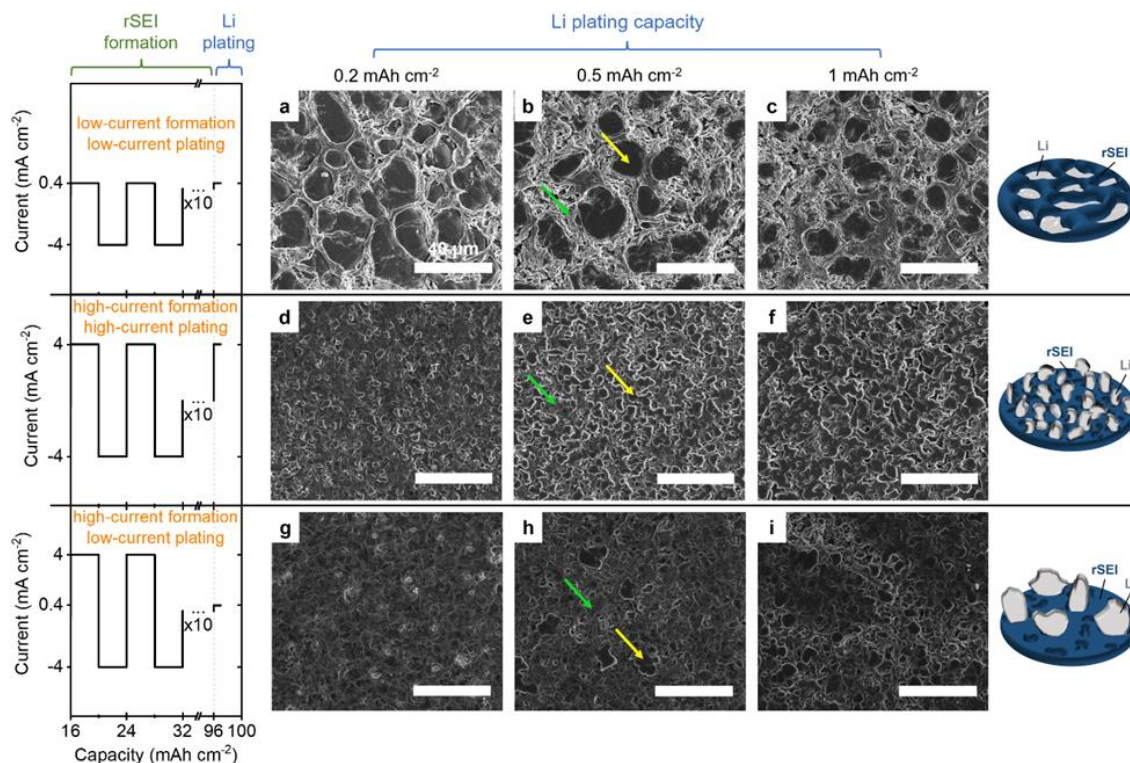 rSEI
formation
Li
plating
Li plating capacity
0.2 mAh cm⁻²
0.5 mAh cm⁻²
1 mAh cm⁻²
low-current formation
low-current plating
Current (mA cm⁻²)
0.4
-4
...
x10
a
40 µm
b
c
Li
rSEI
high-current formation
high-current plating
Current (mA cm⁻²)
4
-4
...
x10
d
e
f
rSEI
Li
high-current formation
low-current plating
Current (mA cm⁻²)
4
0.4
-4
...
x10
g
h
i
rSEI
16 24 32 96 100
Capacity (mAh cm⁻²)